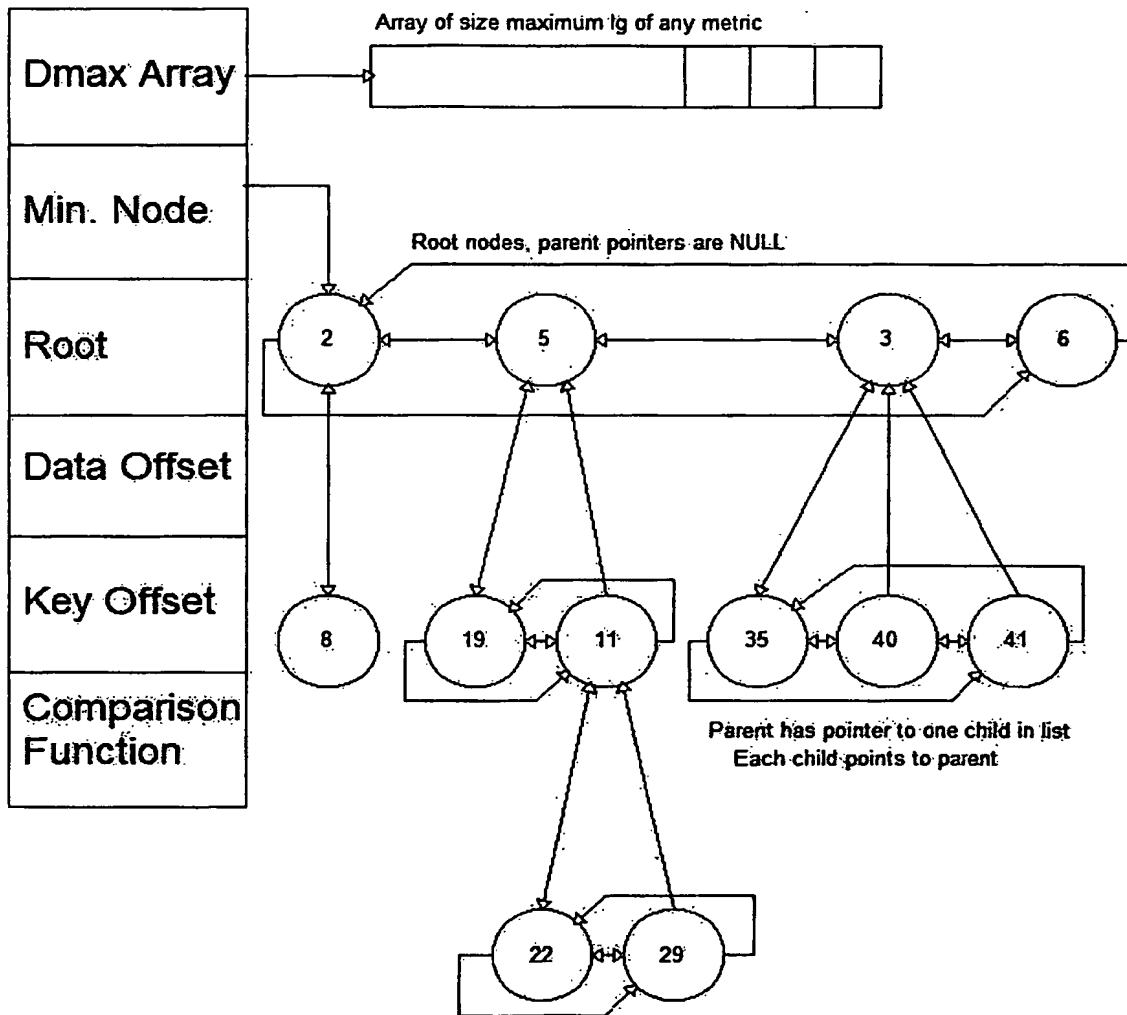 Array of size maximum lg of any metric
Dmax Array
Min. Node
Root nodes, parent pointers are NULL
Root
2
5
3
6
Data Offset
Key Offset
8
19
11
35
40
41
Comparison
Function
Parent has pointer to one child in list
Each child points to parent
22
29